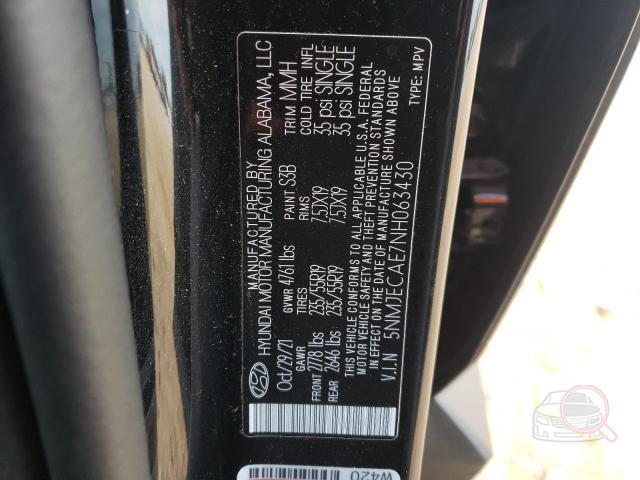 MANUFACTURED BY
HYUNDAI MOTOR MANUFACTURING ALABAMA, LLC
Oct/29/21 GVWR 4761 lbs PAINT S3B TRIM MMH
GAWR TIRES RIMS COLD TIRE INFL
FRONT 2778 lbs 235/55R19 7.5JX19 35 psi SINGLE
REAR 2646 lbs 235/55R19 7.5JX19 35 psi SINGLE
THIS VEHICLE CONFORMS TO ALL APPLICABLE U.S.A. FEDERAL
MOTOR VEHICLE SAFETY AND THEFT PREVENTION STANDARDS
IN EFFECT ON THE DATE OF MANUFACTURE SHOWN ABOVE
V.I.N 5NMJECAE7NH063430 TYPE: MPV
W420